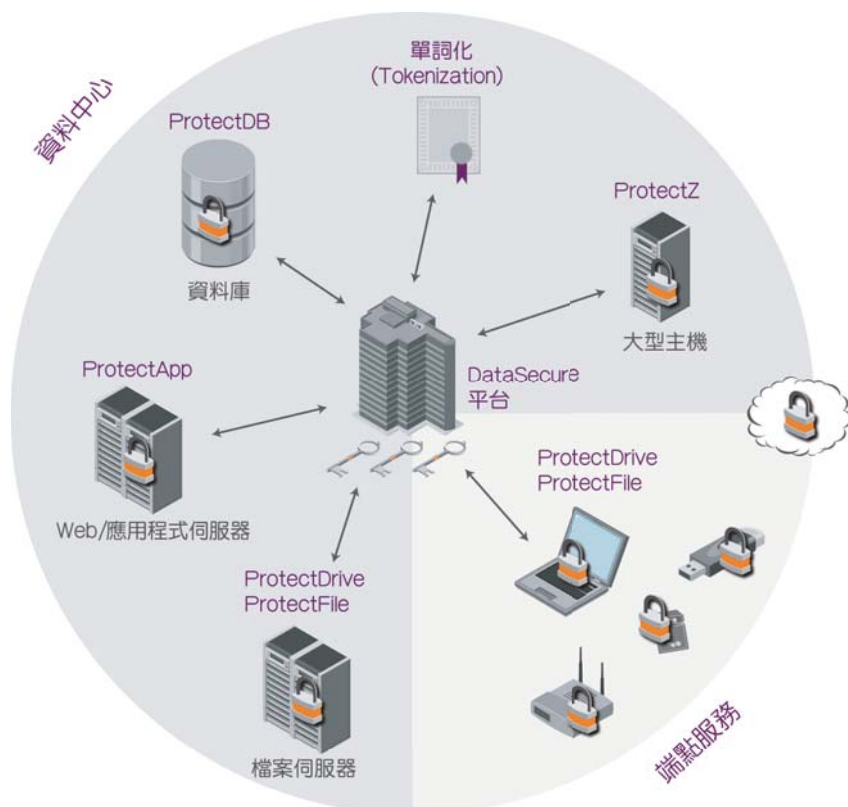 資料中心
單詞化
(Tokenization)
ProtectDB
資料庫
ProtectZ
大型主機
ProtectApp
Web/應用程式伺服器
DataSecure
平台
ProtectDrive
ProtectFile
檔案伺服器
ProtectDrive
ProtectFile
端點服務